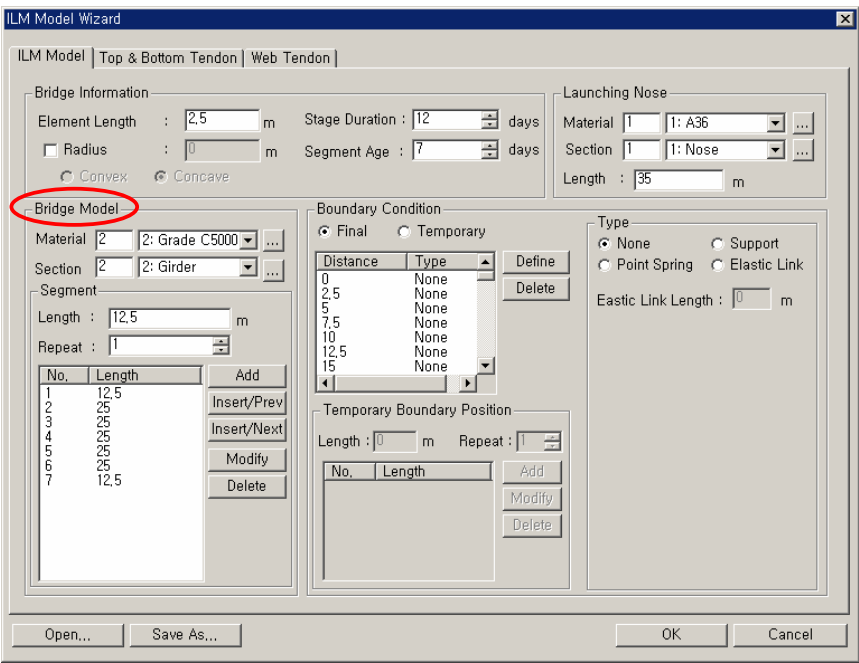 ILM Model Wizard
ILM Model Top & Bottom Tendon Web Tendon
Bridge Information
Element Length : 2,5 m
Stage Duration : 12 days
Radius : 0 m
Segment Age : 7 days
Convex Concave
Launching Nose
Material 1 1: A36 ...
Section 1 1: Nose ...
Length : 35 m
Bridge Model
Material 2 2: Grade C5000 ...
Section 2 2: Girder ...
Segment
Length : 12,5 m
Repeat : 1
No, Length
1 12,5
2 25
3 25
4 25
5 25
6 25
7 12,5
Add
Insert/Prev
Insert/Next
Modify
Delete
Boundary Condition
Final Temporary
Distance Type
0 None
2,5 None
5 None
7,5 None
10 None
12,5 None
15 None
Define
Delete
Temporary Boundary Position
Length : 0 m Repeat : 1
No, Length
Add
Modify
Delete
Type
None Support
Point Spring Elastic Link
Eastic Link Length : 0 m
Open,,, Save As,,, OK Cancel